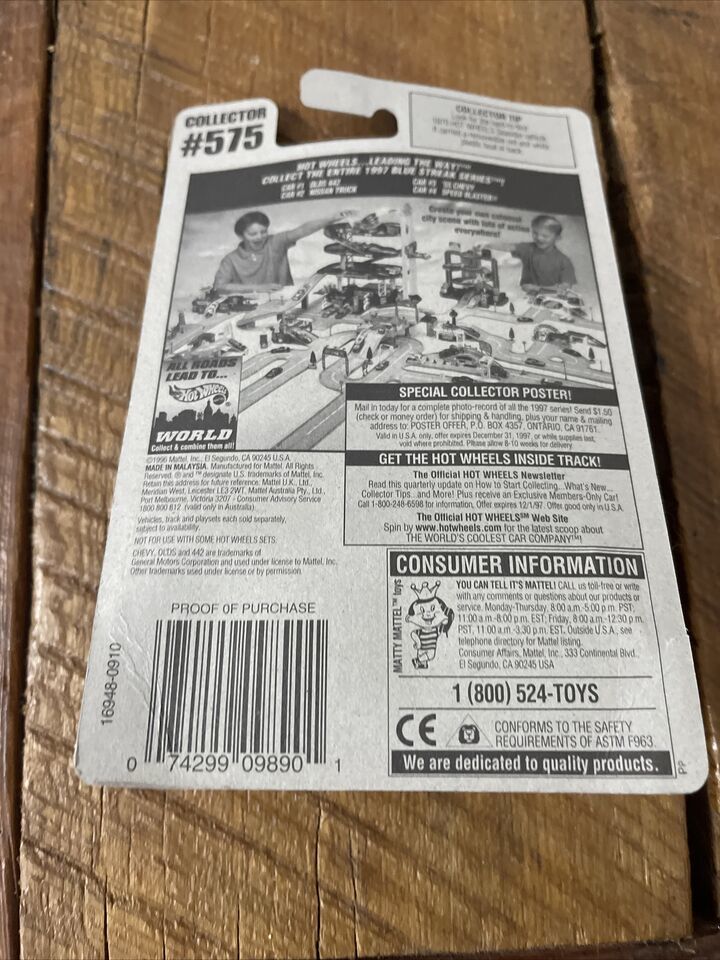 COLLECTOR
#575
COLLECTOR TIP
HOT WHEELS...LEADING THE WAY!™
COLLECT THE ENTIRE 1997 BLUE STREAK SERIES™!
CAR #1 OLDS 442 CAR #3 '55 CHEVY
CAR #2 NISSAN TRUCK CAR #4 SPEED BLASTER™
Create your own colossal
city scene with lots of action
everywhere!
ALL ROADS
LEAD TO...
Hot Wheels
WORLD
Collect & combine them all!
SPECIAL COLLECTOR POSTER!
Mail in today for a complete photo-record of all the 1997 series! Send $1.50
(check or money order) for shipping & handling, plus your name & mailing
address to: POSTER OFFER, P.O. BOX 4357, ONTARIO, CA 91761.
Valid in U.S.A. only, offer expires December 31, 1997, or while supplies last,
void where prohibited. Please allow 8-10 weeks for delivery.
GET THE HOT WHEELS INSIDE TRACK!
The Official HOT WHEELS Newsletter
Read this quarterly update on How to Start Collecting...What's New...
Collector Tips...and More! Plus receive an Exclusive Members-Only Car!
Call 1-800-248-6598 for information, Offer expires 12/1/97. Offer good only in U.S.A.
The Official HOT WHEELS℠ Web Site
Spin by www.hotwheels.com for the latest scoop about
THE WORLD'S COOLEST CAR COMPANY™!
©1996 Mattel, Inc., El Segundo, CA 90245 U.S.A.
MADE IN MALAYSIA. Manufactured for Mattel. All Rights
Reserved. ® and ™ designate U.S. trademarks of Mattel, Inc.
Retain this address for future reference: Mattel U.K., Ltd.,
Meridian West, Leicester LE3 2WT. Mattel Australia Pty., Ltd.,
Port Melbourne, Victoria 3207 - Consumer Advisory Service
1800 800 812 (valid only in Australia).
Vehicles, track and playsets each sold separately,
subject to availability.
NOT FOR USE WITH SOME HOT WHEELS SETS.
CHEVY, OLDS and 442 are trademarks of
General Motors Corporation and used under license to Mattel, Inc.
Other trademarks used under license or by permission.
PROOF OF PURCHASE
16948-0910
0 74299 09890 1
CONSUMER INFORMATION
MATTY MATTEL™ toys
YOU CAN TELL IT'S MATTEL! CALL us toll-free or write
with any comments or questions about our products or
service. Monday-Thursday, 8:00 a.m.-5:00 p.m. PST;
11:00 a.m.-8:00 p.m. EST; Friday, 8:00 a.m.-12:30 p.m.
PST, 11:00 a.m.-3:30 p.m. EST. Outside U.S.A., see
telephone directory for Mattel listing.
Consumer Affairs, Mattel, Inc., 333 Continental Blvd.,
El Segundo, CA 90245 USA
1 (800) 524-TOYS
CE
CONFORMS TO THE SAFETY
REQUIREMENTS OF ASTM F963.
We are dedicated to quality products.
PP